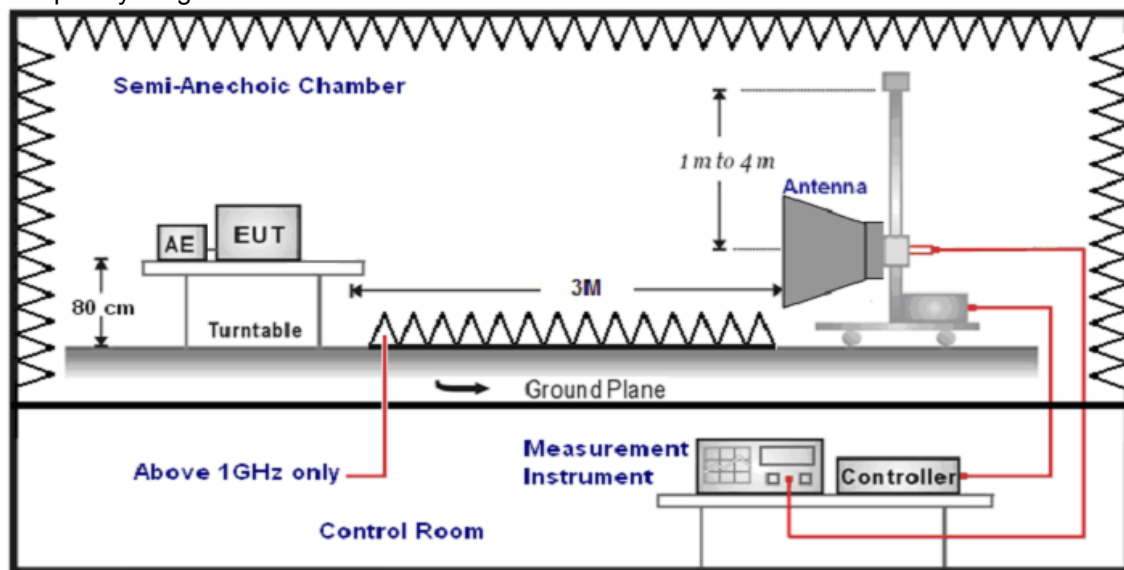 Semi-Anechoic Chamber
1 m to 4 m
Antenna
AE
EUT
80 cm
3M
Turntable
Ground Plane
Above 1GHz only
Measurement
Instrument
Controller
Control Room